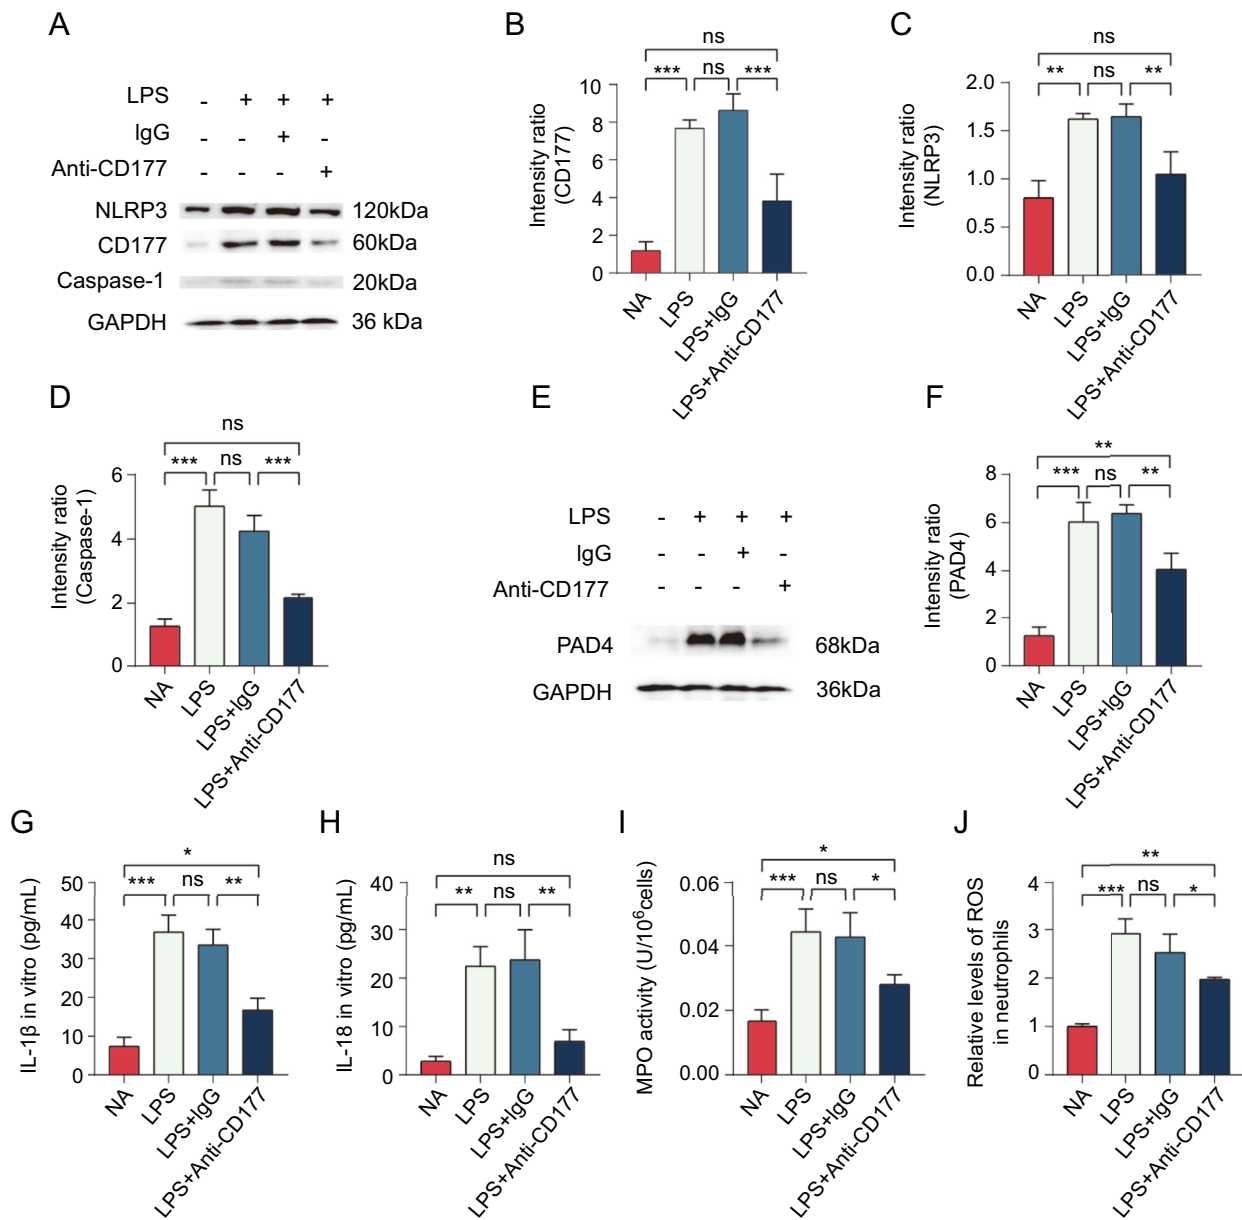 A
LPS - + + +
IgG - - + -
Anti-CD177 - - - +
NLRP3 120kDa
CD177 60kDa
Caspase-1 20kDa
GAPDH 36 kDa
B
ns
*** ns ***
Intensity ratio
(CD177)
10
8
6
4
2
0
NA LPS LPS+IgG LPS+Anti-CD177
C
ns
** ns **
Intensity ratio
(NLRP3)
2.0
1.5
1.0
0.5
0.0
NA LPS LPS+IgG LPS+Anti-CD177
D
ns
*** ns ***
Intensity ratio
(Caspase-1)
6
4
2
0
NA LPS LPS+IgG LPS+Anti-CD177
E
LPS - + + +
IgG - - + -
Anti-CD177 - - - +
PAD4 68kDa
GAPDH 36kDa
F
**
*** ns **
Intensity ratio
(PAD4)
8
6
4
2
0
NA LPS LPS+IgG LPS+Anti-CD177
G
*
*** ns **
IL-1β in vitro (pg/mL)
50
40
30
20
10
0
NA LPS LPS+IgG LPS+Anti-CD177
H
ns
** ns **
IL-18 in vitro (pg/mL)
40
30
20
10
0
NA LPS LPS+IgG LPS+Anti-CD177
I
*
*** ns *
MPO activity (U/10⁶cells)
0.06
0.04
0.02
0.00
NA LPS LPS+IgG LPS+Anti-CD177
J
**
*** ns *
Relative levels of ROS
in neutrophils
4
3
2
1
0
NA LPS LPS+IgG LPS+Anti-CD177